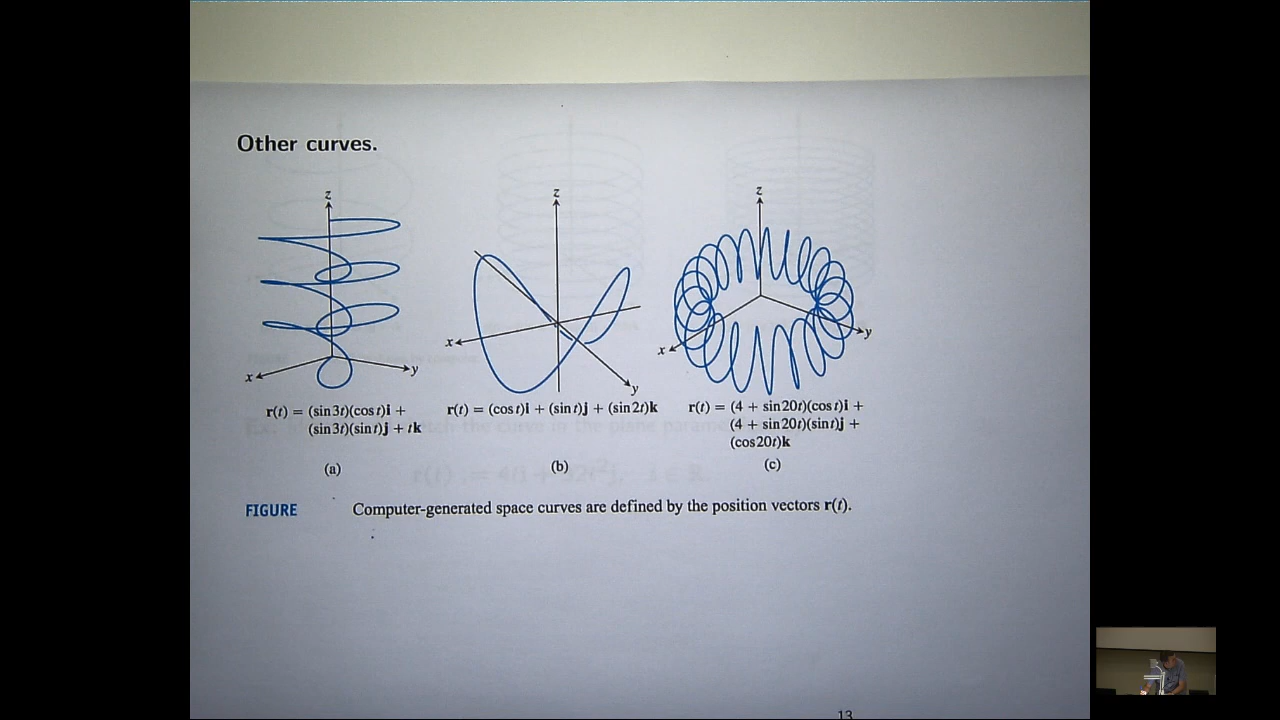 Other curves.
z
x
y
z
x
y
z
x
y
r(t) = (sin 3t)(cos t)i +
(sin 3t)(sin t)j + tk
(a)
r(t) = (cos t)i + (sin t)j + (sin 2t)k
(b)
r(t) = (4 + sin 20t)(cos t)i +
(4 + sin 20t)(sin t)j +
(cos 20t)k
(c)
FIGURE Computer-generated space curves are defined by the position vectors r(t).
13